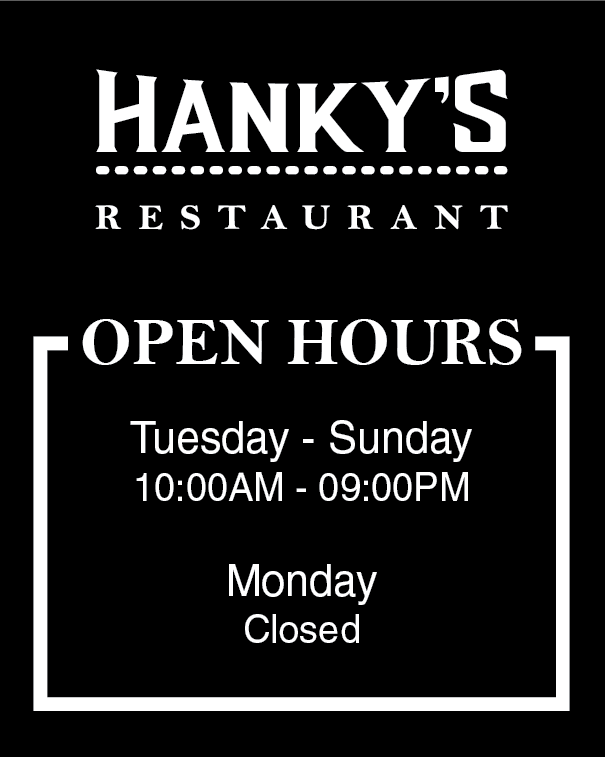 HANKY'S
RESTAURANT
OPEN HOURS
Tuesday - Sunday
10:00AM - 09:00PM
Monday
Closed